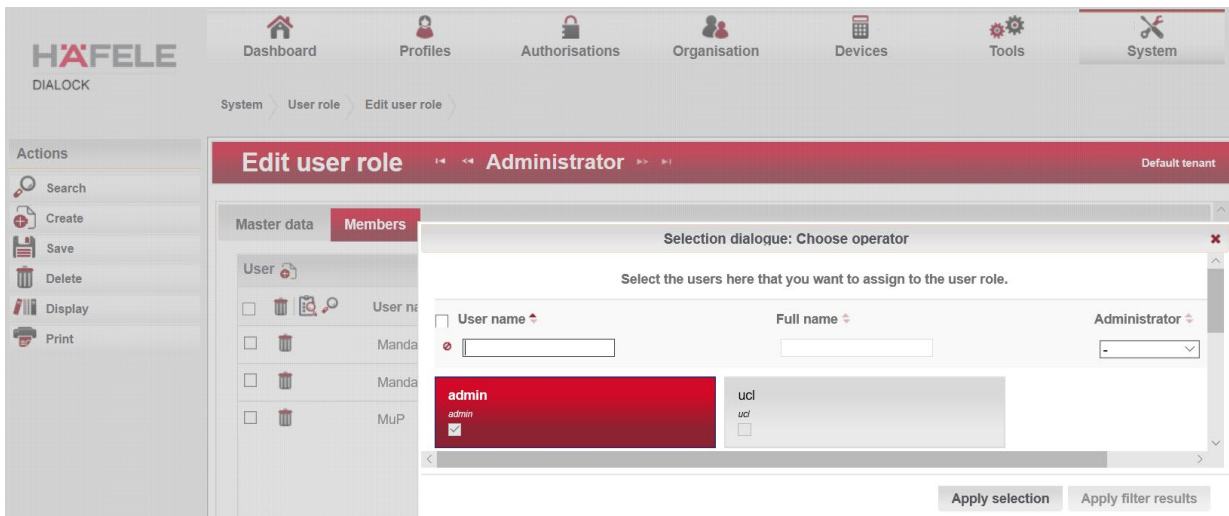 HÄFELE
DIALOCK
Dashboard
Profiles
Authorisations
Organisation
Devices
Tools
System
System
User role
Edit user role
Actions
Search
Create
Save
Delete
Display
Print
Edit user role
Administrator
Default tenant
Master data
Members
User
User na
Manda
Manda
MuP
Selection dialogue: Choose operator
Select the users here that you want to assign to the user role.
User name
Full name
Administrator
-
admin
admin
ucl
ucl
Apply selection
Apply filter results